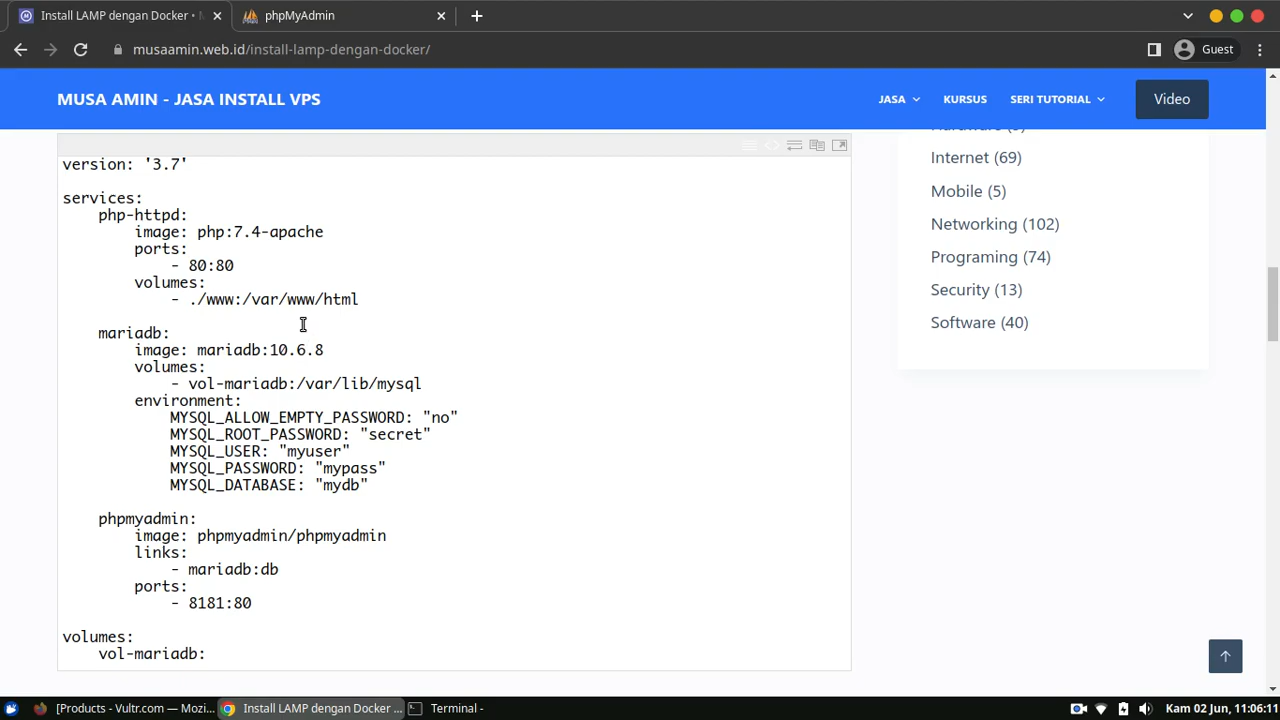 Install LAMP dengan Docker •
phpMyAdmin
musaamin.web.id/install-lamp-dengan-docker/
Guest
MUSA AMIN - JASA INSTALL VPS
JASA
KURSUS
SERI TUTORIAL
Video
version: '3.7'
services:
php-httpd:
image: php:7.4-apache
ports:
- 80:80
volumes:
- ./www:/var/www/html
mariadb:
image: mariadb:10.6.8
volumes:
- vol-mariadb:/var/lib/mysql
environment:
MYSQL_ALLOW_EMPTY_PASSWORD: "no"
MYSQL_ROOT_PASSWORD: "secret"
MYSQL_USER: "myuser"
MYSQL_PASSWORD: "mypass"
MYSQL_DATABASE: "mydb"
phpmyadmin:
image: phpmyadmin/phpmyadmin
links:
- mariadb:db
ports:
- 8181:80
volumes:
vol-mariadb:
Internet (69)
Mobile (5)
Networking (102)
Programing (74)
Security (13)
Software (40)
[Products - Vultr.com — Mozi...
Install LAMP dengan Docker ...
Terminal -
Kam 02 Jun, 11:06:11